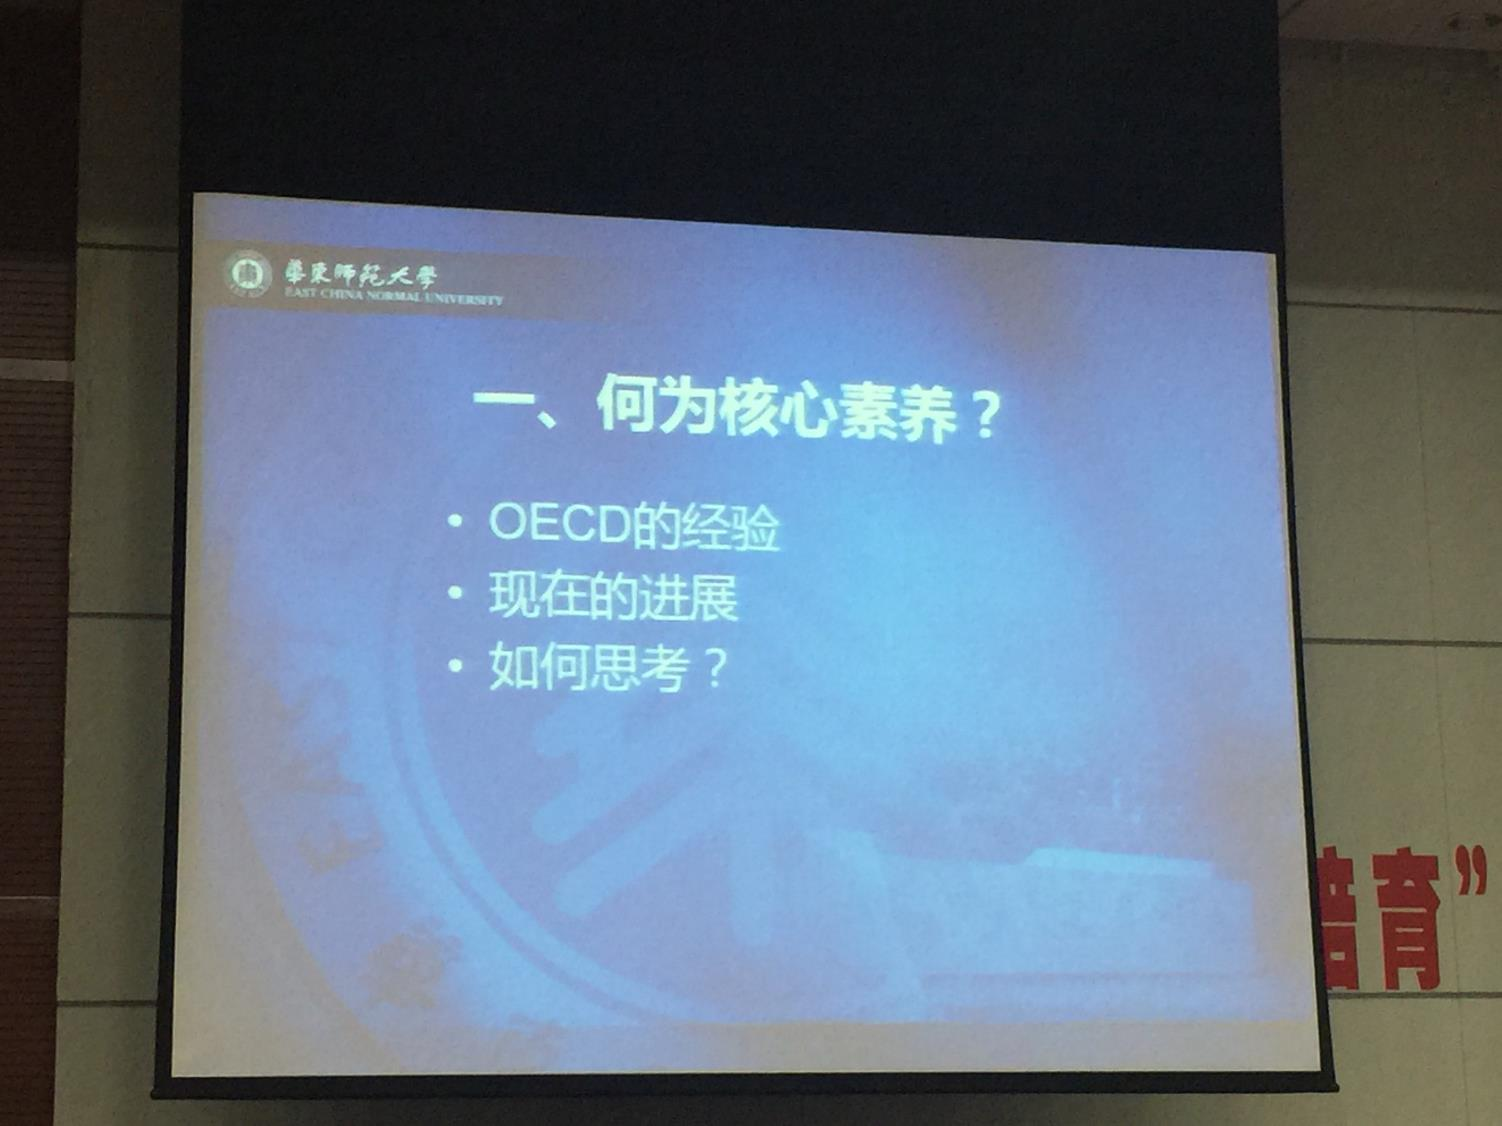 華東師範大學
EAST CHINA NORMAL UNIVERSITY
一、何为核心素养？
• OECD的经验
• 现在的进展
• 如何思考？
培育”